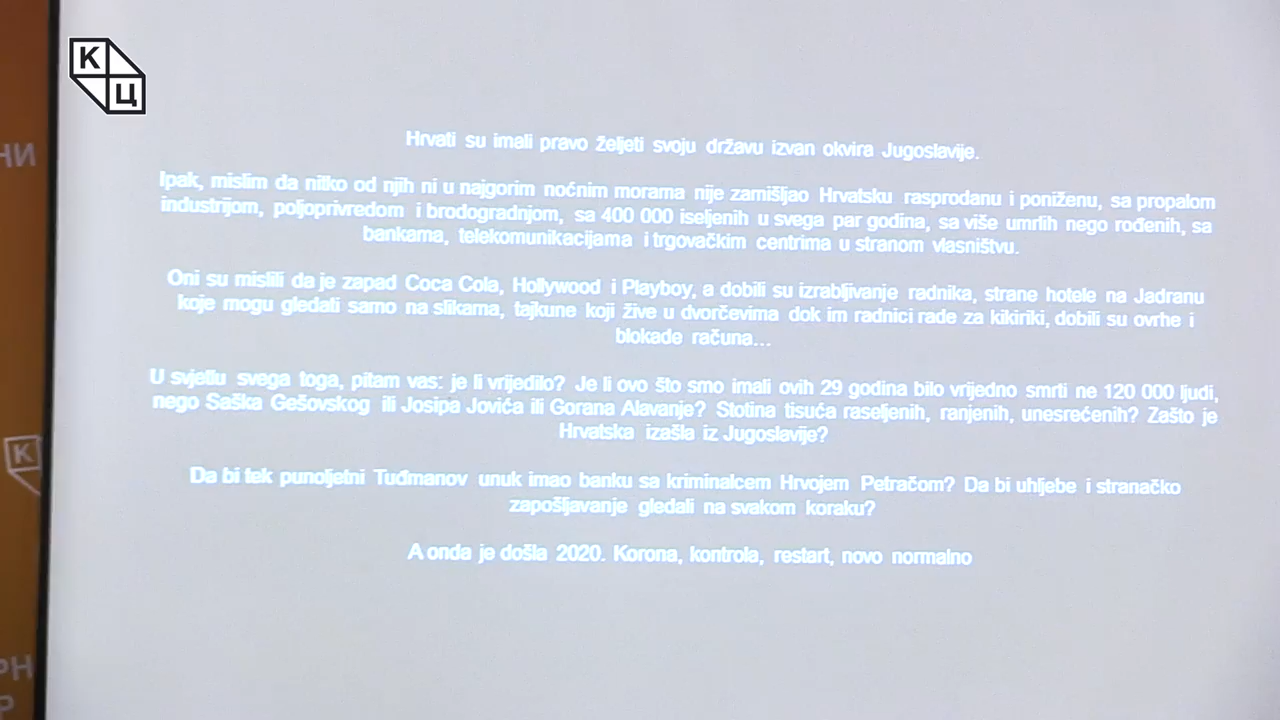 К
Ц
НИ
Hrvati su imali pravo željeti svoju državu izvan okvira Jugoslavije.
Ipak, mislim da nitko od njih ni u najgorim noćnim morama nije zamišljao Hrvatsku rasprodanu i poniženu, sa propalom
industrijom, poljoprivredom i brodogradnjom, sa 400 000 iseljenih u svega par godina, sa više umrlih nego rođenih, sa
bankama, telekomunikacijama i trgovačkim centrima u stranom vlasništvu.
Oni su mislili da je zapad Coca Cola, Hollywood i Playboy, a dobili su izrabljivanje radnika, strane hotele na Jadranu
koje mogu gledati samo na slikama, tajkune koji žive u dvorčevima dok im radnici rade za kikiriki, dobili su ovrhe i
blokade računa...
U svjetlu svega toga, pitam vas: je li vrijedilo? Je li ovo što smo imali ovih 29 godina bilo vrijedno smrti ne 120 000 ljudi,
nego Saška Gešovskog ili Josipa Jovića ili Gorana Alavanje? Stotina tisuća raseljenih, ranjenih, unesrećenih? Zašto je
Hrvatska izašla iz Jugoslavije?
К
Da bi tek punoljetni Tuđmanov unuk imao banku sa kriminalcem Hrvojem Petračom? Da bi uhljebe i stranačko
zapošljavanje gledali na svakom koraku?
A onda je došla 2020. Korona, kontrola, restart, novo normalno
РН
Р